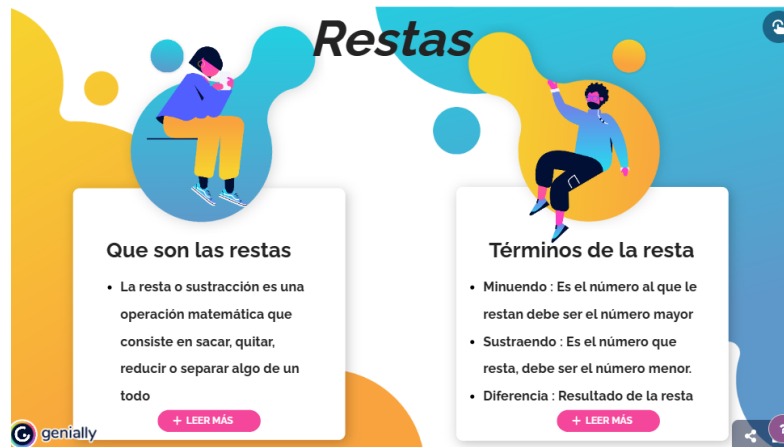 Restas
Que son las restas
La resta o sustracción es una
operación matemática que
consiste en sacar, quitar,
reducir o separar algo de un
todo
+ LEER MÁS
Términos de la resta
Minuendo : Es el número al que le
restan debe ser el número mayor
Sustraendo : Es el número que
resta, debe ser el número menor.
Diferencia : Resultado de la resta
+ LEER MÁS
genially